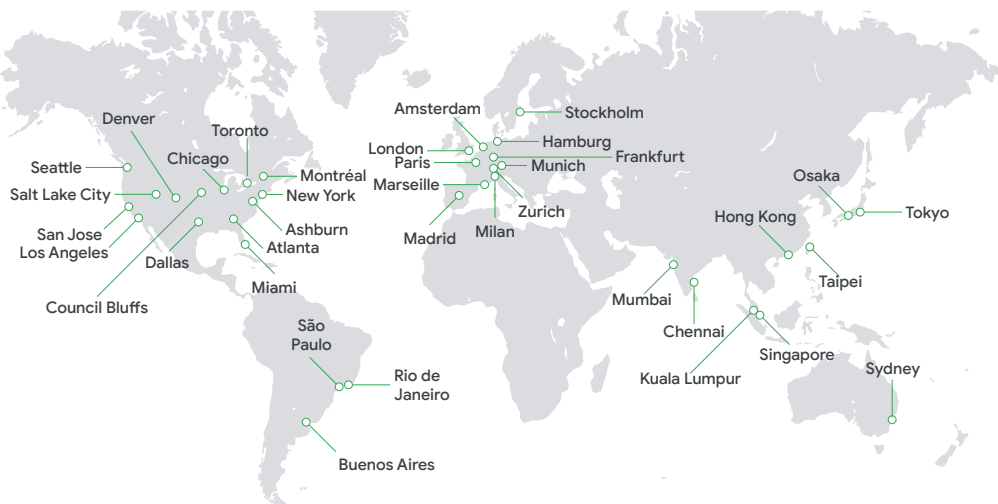 Denver
Toronto
Chicago
Seattle
Montréal
Salt Lake City
New York
San Jose
Los Angeles
Ashburn
Atlanta
Dallas
Miami
Council Bluffs
São
Paulo
Rio de
Janeiro
Buenos Aires
Amsterdam
Stockholm
London
Hamburg
Paris
Frankfurt
Munich
Marseille
Zurich
Milan
Madrid
Osaka
Tokyo
Hong Kong
Taipei
Mumbai
Chennai
Singapore
Kuala Lumpur
Sydney